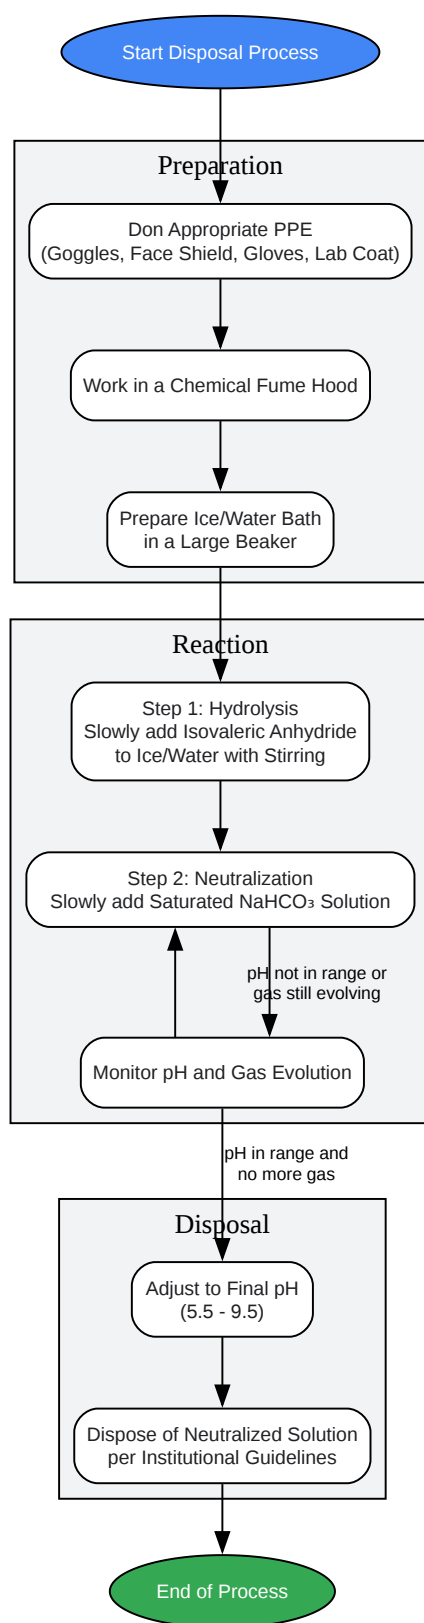 Start Disposal Process
Preparation
Don Appropriate PPE
(Goggles, Face Shield, Gloves, Lab Coat)
Work in a Chemical Fume Hood
Prepare Ice/Water Bath
in a Large Beaker
Reaction
Step 1: Hydrolysis
Slowly add Isovaleric Anhydride
to Ice/Water with Stirring
Step 2: Neutralization
Slowly add Saturated NaHCO₃ Solution
pH not in range or
gas still evolving
Monitor pH and Gas Evolution
pH in range and
no more gas
Disposal
Adjust to Final pH
(5.5 - 9.5)
Dispose of Neutralized Solution
per Institutional Guidelines
End of Process